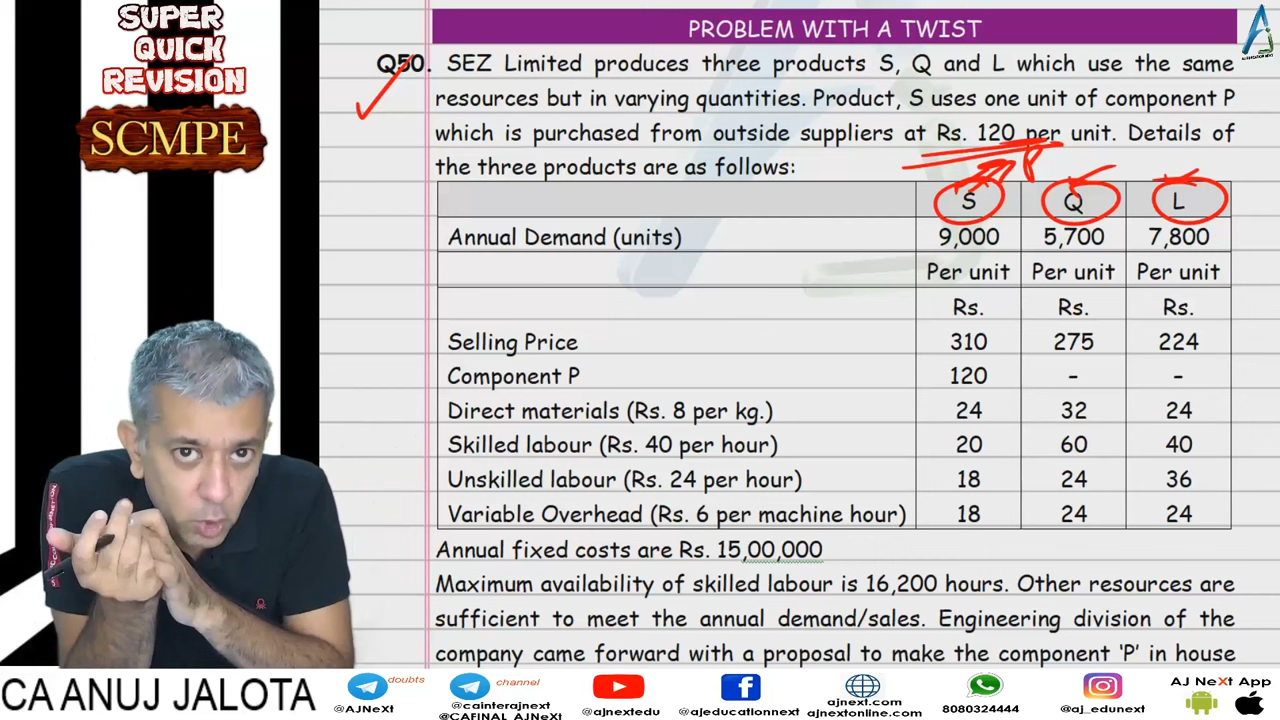 SUPER
QUICK
REVISION
SCMPE
PROBLEM WITH A TWIST
Q50. SEZ Limited produces three products S, Q and L which use the same
resources but in varying quantities. Product, S uses one unit of component P
which is purchased from outside suppliers at Rs. 120 per unit. Details of
the three products are as follows:
P
S Q L
Annual Demand (units) 9,000 5,700 7,800
Per unit Per unit Per unit
Rs. Rs. Rs.
Selling Price 310 275 224
Component P 120 - -
Direct materials (Rs. 8 per kg.) 24 32 24
Skilled labour (Rs. 40 per hour) 20 60 40
Unskilled labour (Rs. 24 per hour) 18 24 36
Variable Overhead (Rs. 6 per machine hour) 18 24 24
Annual fixed costs are Rs. 15,00,000
Maximum availability of skilled labour is 16,200 hours. Other resources are
sufficient to meet the annual demand/sales. Engineering division of the
company came forward with a proposal to make the component 'P' in house
CA ANUJ JALOTA
doubts
@AJNeXt
channel
@cainterajnext
@CAFINAL_AJNeXt
@ajnextedu
@ajeducationnext
ajnext.com
ajnextonline.com
8080324444
@aj_edunext
AJ NeXt App